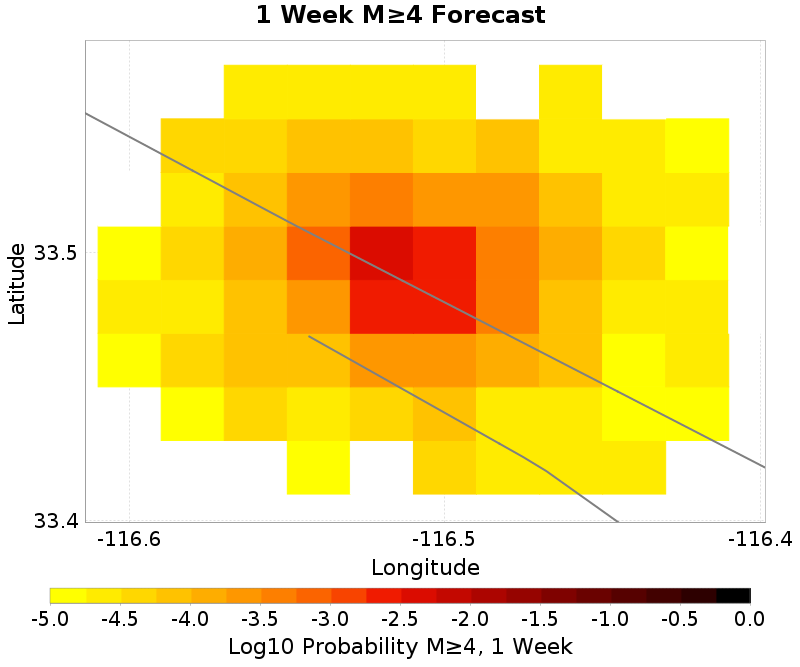 1 Week M≥4 Forecast
Latitude
33.5
33.4
-116.6 -116.5 -116.4
Longitude
-5.0 -4.5 -4.0 -3.5 -3.0 -2.5 -2.0 -1.5 -1.0 -0.5 0.0
Log10 Probability M≥4, 1 Week